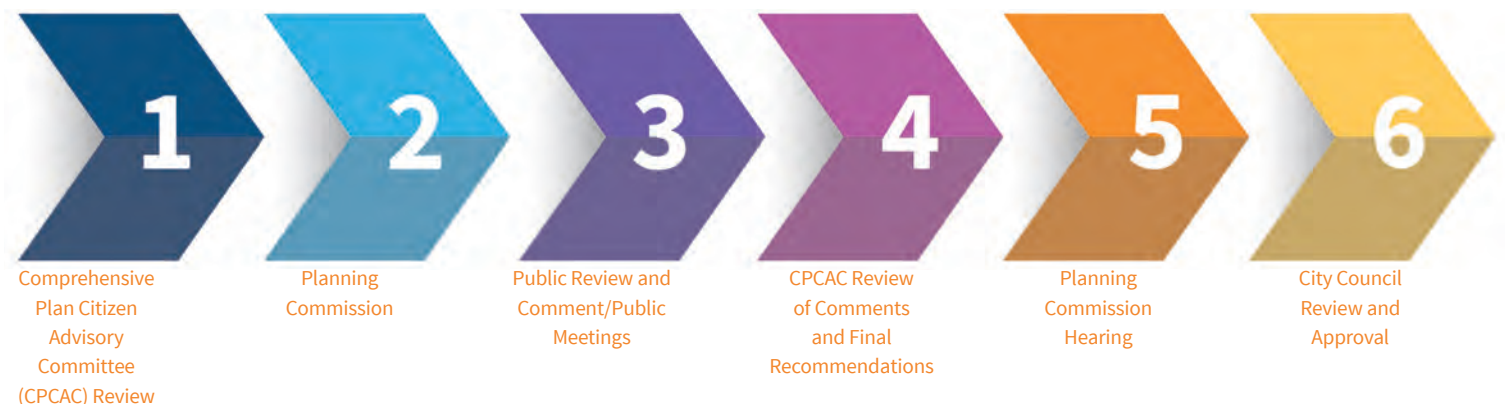 1
2
3
4
5
6
Comprehensive
Plan Citizen
Advisory
Committee
(CPCAC) Review
Planning
Commission
Public Review and
Comment/Public
Meetings
CPCAC Review
of Comments
and Final
Recommendations
Planning
Commission
Hearing
City Council
Review and
Approval